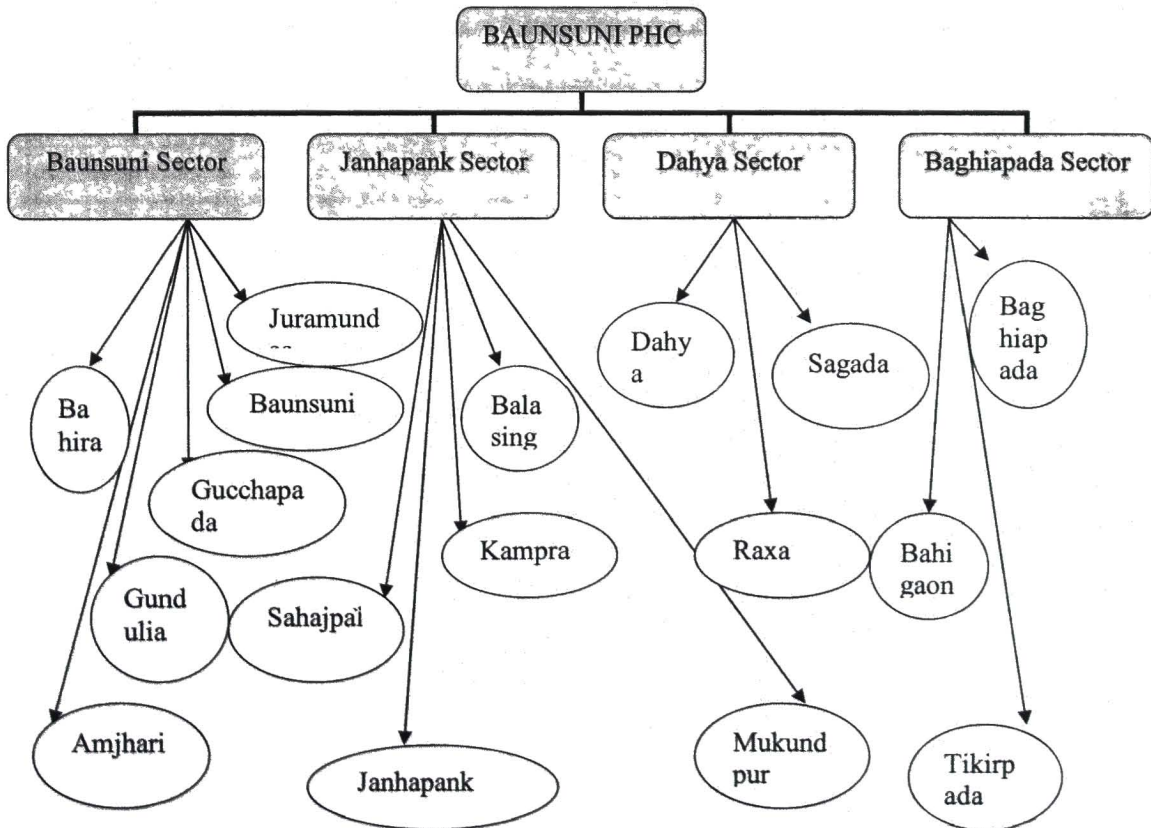 BAUNSUNI PHC
Baunsuni Sector
Janhapank Sector
Dahya Sector
Baghiapada Sector
Juramund
Ba
hira
Baunsuni
Gucchapa
da
Gund
ulia
Amjhari
Bala
sing
Kampra
Sahajpal
Janhapank
Mukund
pur
Dahy
a
Sagada
Raxa
Bag
hiap
ada
Bahi
gaon
Tikirp
ada